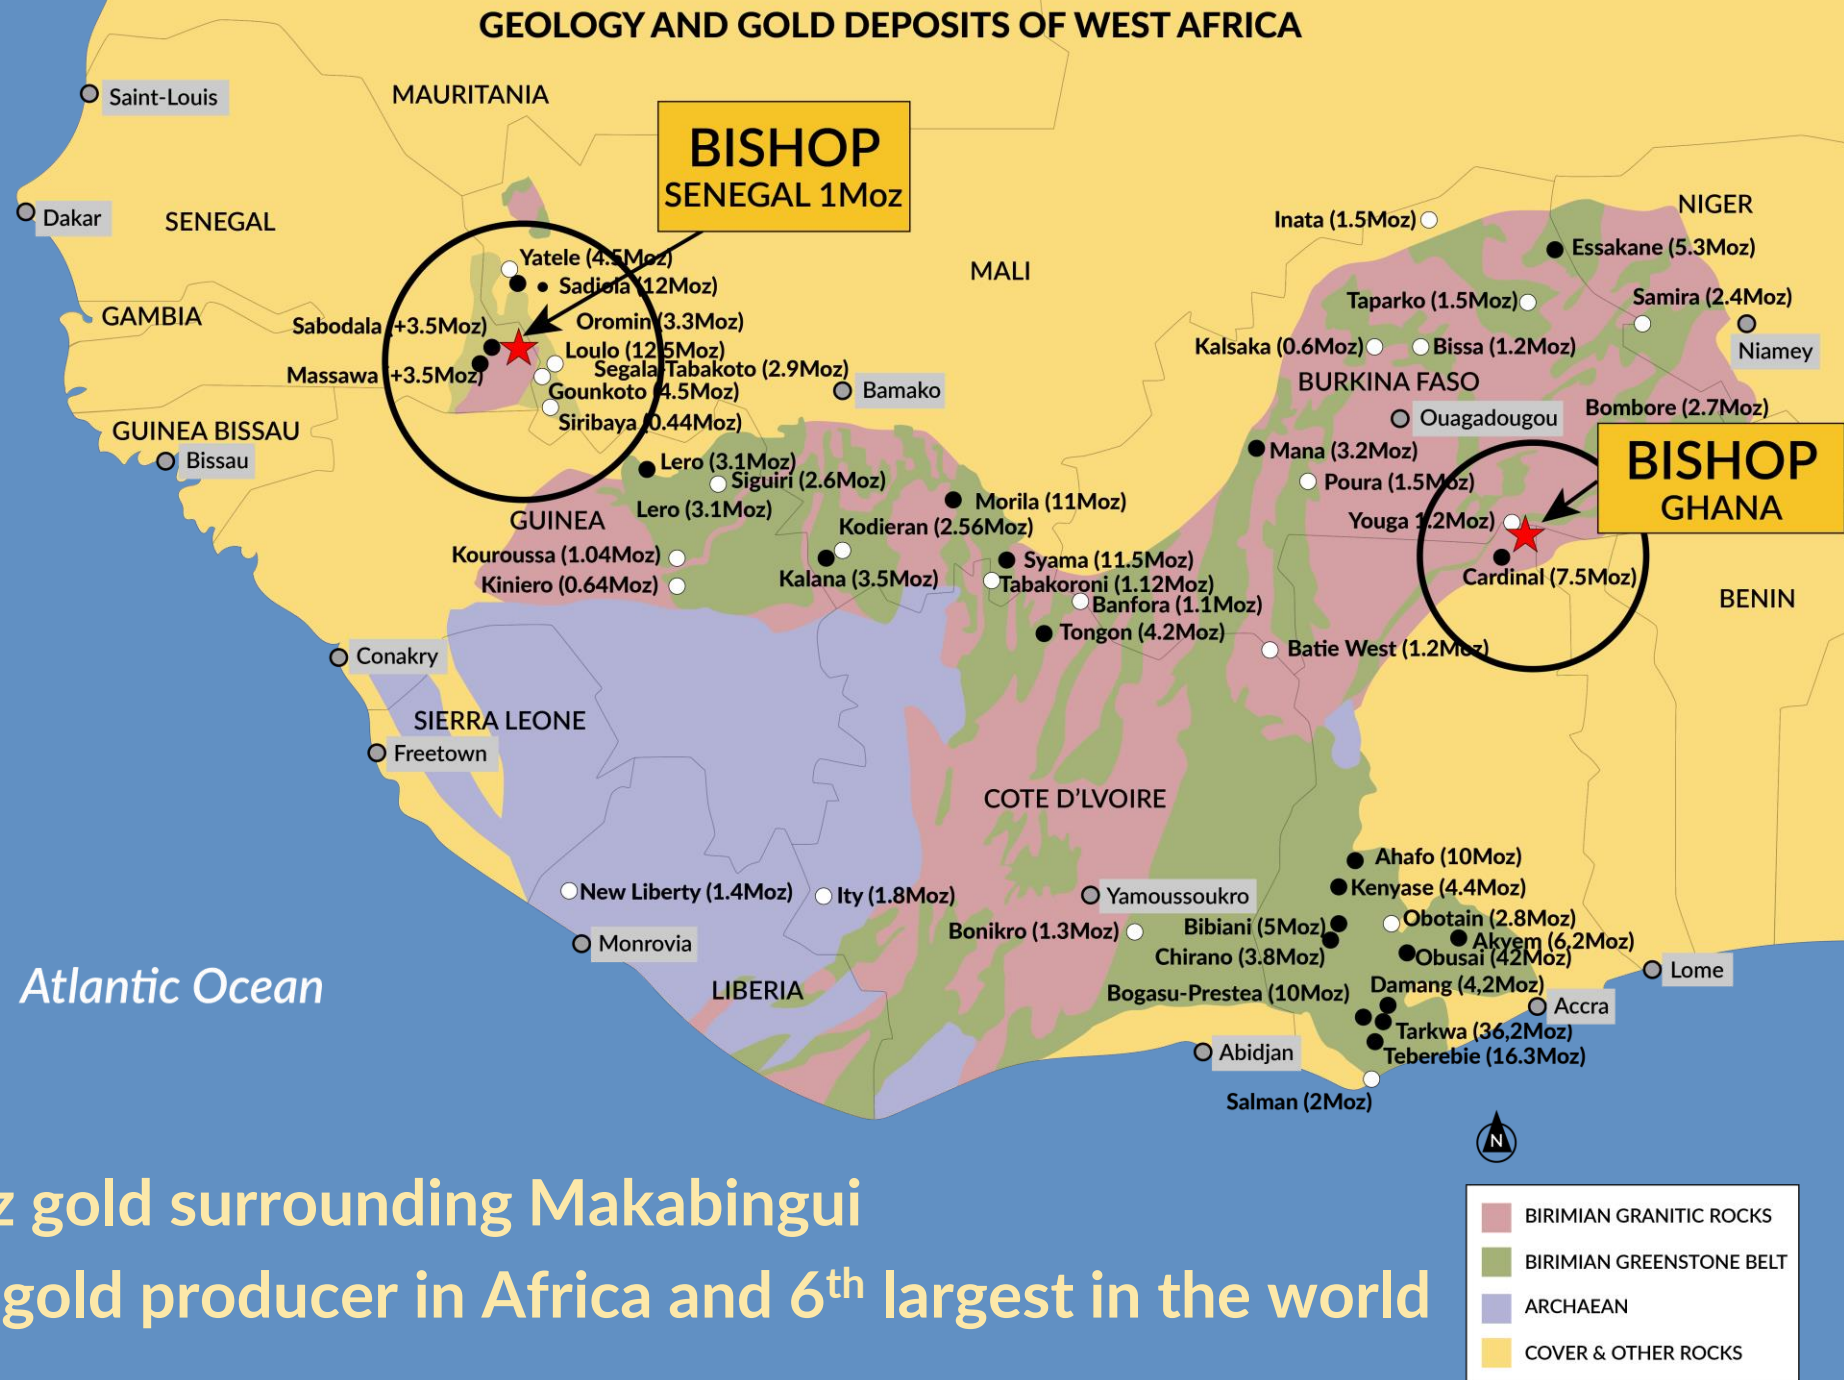 GEOLOGY AND GOLD DEPOSITS OF WEST AFRICA
Saint-Louis
MAURITANIA
BISHOP
SENEGAL 1Moz
Dakar
SENEGAL
NIGER
Inata (1.5Moz)
Essakane (5.3Moz)
Yatele (4.5Moz)
MALI
Sadiola (12Moz)
Taparko (1.5Moz)
Samira (2.4Moz)
GAMBIA
Sabodala (+3.5Moz)
Oromin (3.3Moz)
Loulo (12.5Moz)
Kalsaka (0.6Moz)
Bissa (1.2Moz)
Niamey
Massawa (+3.5Moz)
Segala-Tabakoto (2.9Moz)
BURKINA FASO
Gounkoto (4.5Moz)
Bamako
Bombore (2.7Moz)
Siribaya (0.44Moz)
Ouagadougou
GUINEA BISSAU
Bissau
Mana (3.2Moz)
BISHOP
GHANA
Lero (3.1Moz)
Siguiri (2.6Moz)
Poura (1.5Moz)
Lero (3.1Moz)
Morila (11Moz)
GUINEA
Kodieran (2.56Moz)
Youga 1.2Moz)
Kouroussa (1.04Moz)
Syama (11.5Moz)
Kiniero (0.64Moz)
Kalana (3.5Moz)
Tabakoroni (1.12Moz)
Cardinal (7.5Moz)
Banfora (1.1Moz)
BENIN
Tongon (4.2Moz)
Batie West (1.2Moz)
Conakry
SIERRA LEONE
Freetown
COTE D'LVOIRE
Ahafo (10Moz)
Kenyase (4.4Moz)
New Liberty (1.4Moz)
Ity (1.8Moz)
Yamoussoukro
Obotain (2.8Moz)
Bonikro (1.3Moz)
Bibiani (5Moz)
Akyem (6.2Moz)
Monrovia
Chirano (3.8Moz)
Obusai (42Moz)
Lome
Atlantic Ocean
LIBERIA
Bogasu-Prestea (10Moz)
Damang (4,2Moz)
Accra
Tarkwa (36,2Moz)
Abidjan
Teberebie (16.3Moz)
Salman (2Moz)
N
z gold surrounding Makabingui
gold producer in Africa and 6th largest in the world
BIRIMIAN GRANITIC ROCKS
BIRIMIAN GREENSTONE BELT
ARCHAEAN
COVER & OTHER ROCKS